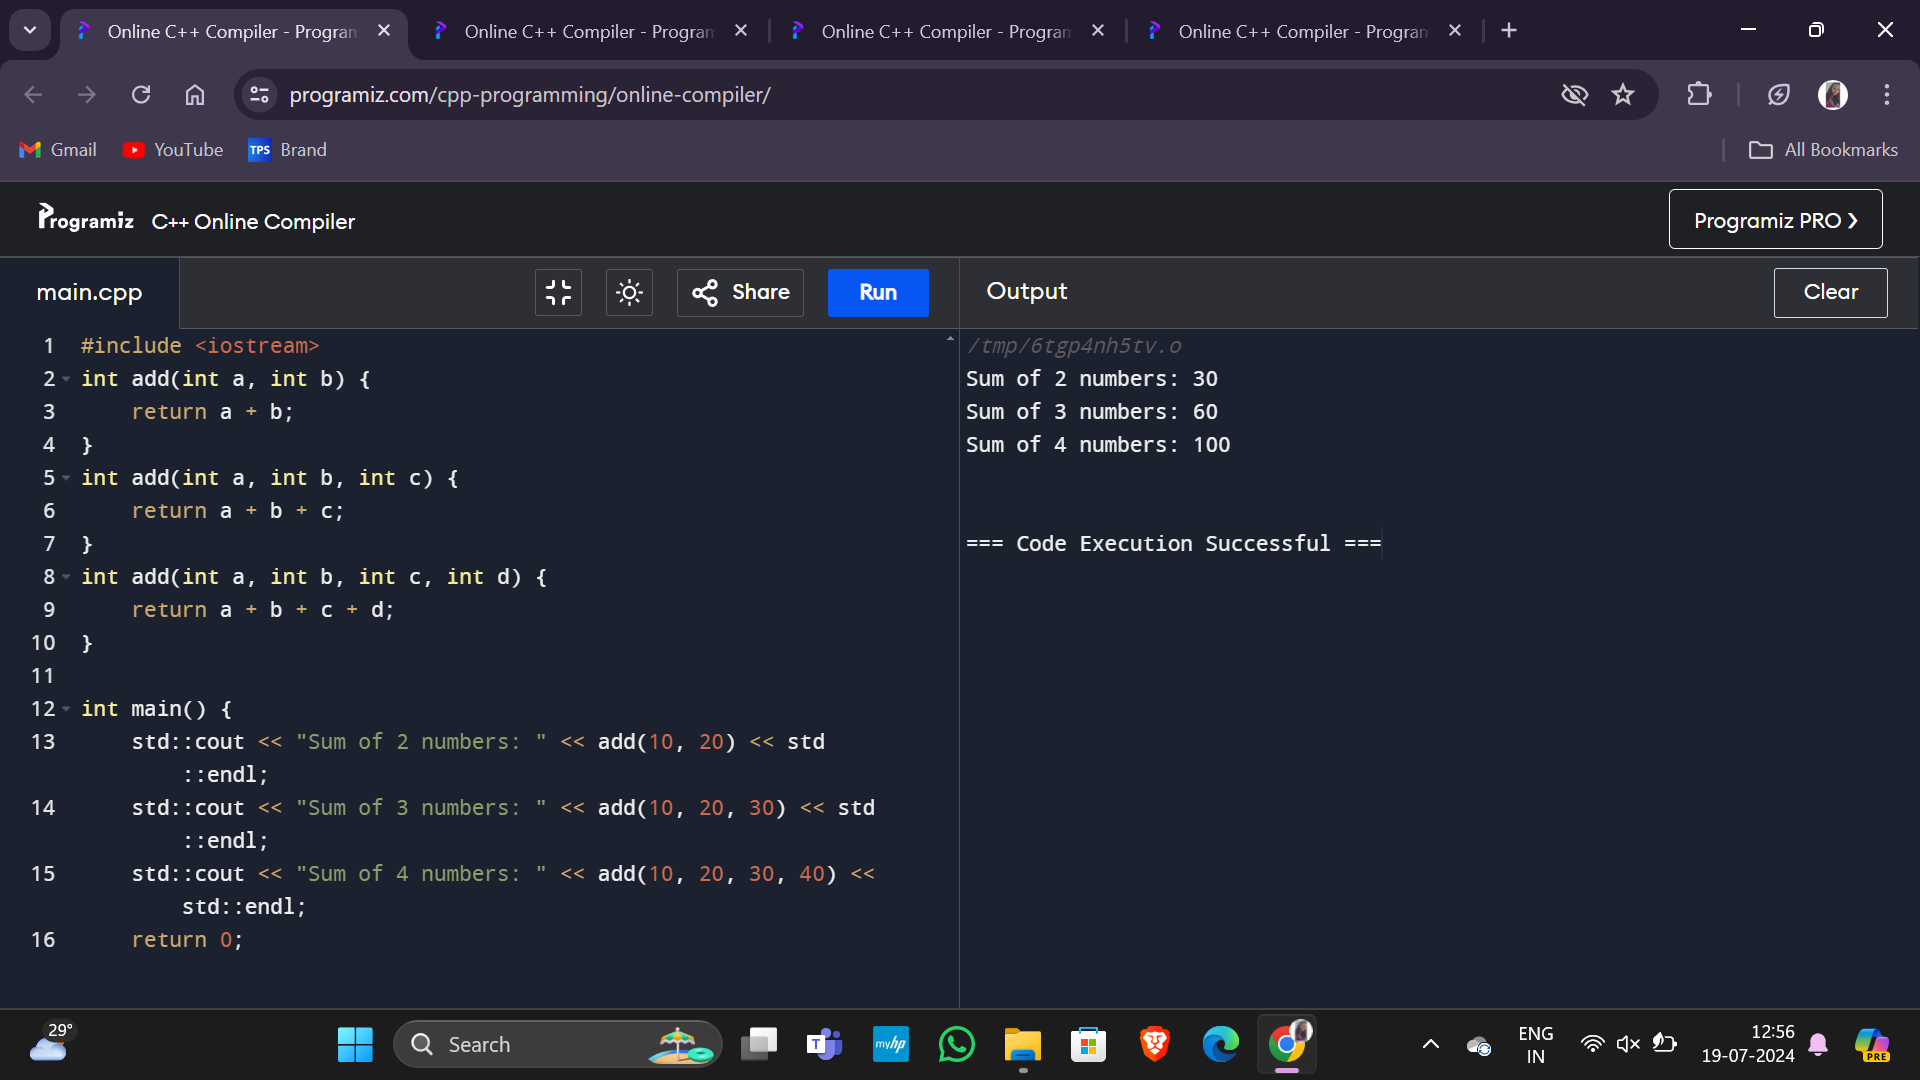 Online C++ Compiler - Program
Online C++ Compiler - Program
Online C++ Compiler - Program
Online C++ Compiler - Program
programiz.com/cpp-programming/online-compiler/
Gmail
YouTube
TPS Brand
All Bookmarks
Programiz C++ Online Compiler
Programiz PRO ❯
main.cpp
Share
Run
Output
Clear
1 #include <iostream>
2 int add(int a, int b) {
3 return a + b;
4 }
5 int add(int a, int b, int c) {
6 return a + b + c;
7 }
8 int add(int a, int b, int c, int d) {
9 return a + b + c + d;
10 }
11
12 int main() {
13 std::cout << "Sum of 2 numbers: " << add(10, 20) << std
::endl;
14 std::cout << "Sum of 3 numbers: " << add(10, 20, 30) << std
::endl;
15 std::cout << "Sum of 4 numbers: " << add(10, 20, 30, 40) <<
std::endl;
16 return 0;
/tmp/6tgp4nh5tv.o
Sum of 2 numbers: 30
Sum of 3 numbers: 60
Sum of 4 numbers: 100
=== Code Execution Successful ===
29°
Search
T
myhp
ENG
IN
12:56
19-07-2024
PRE